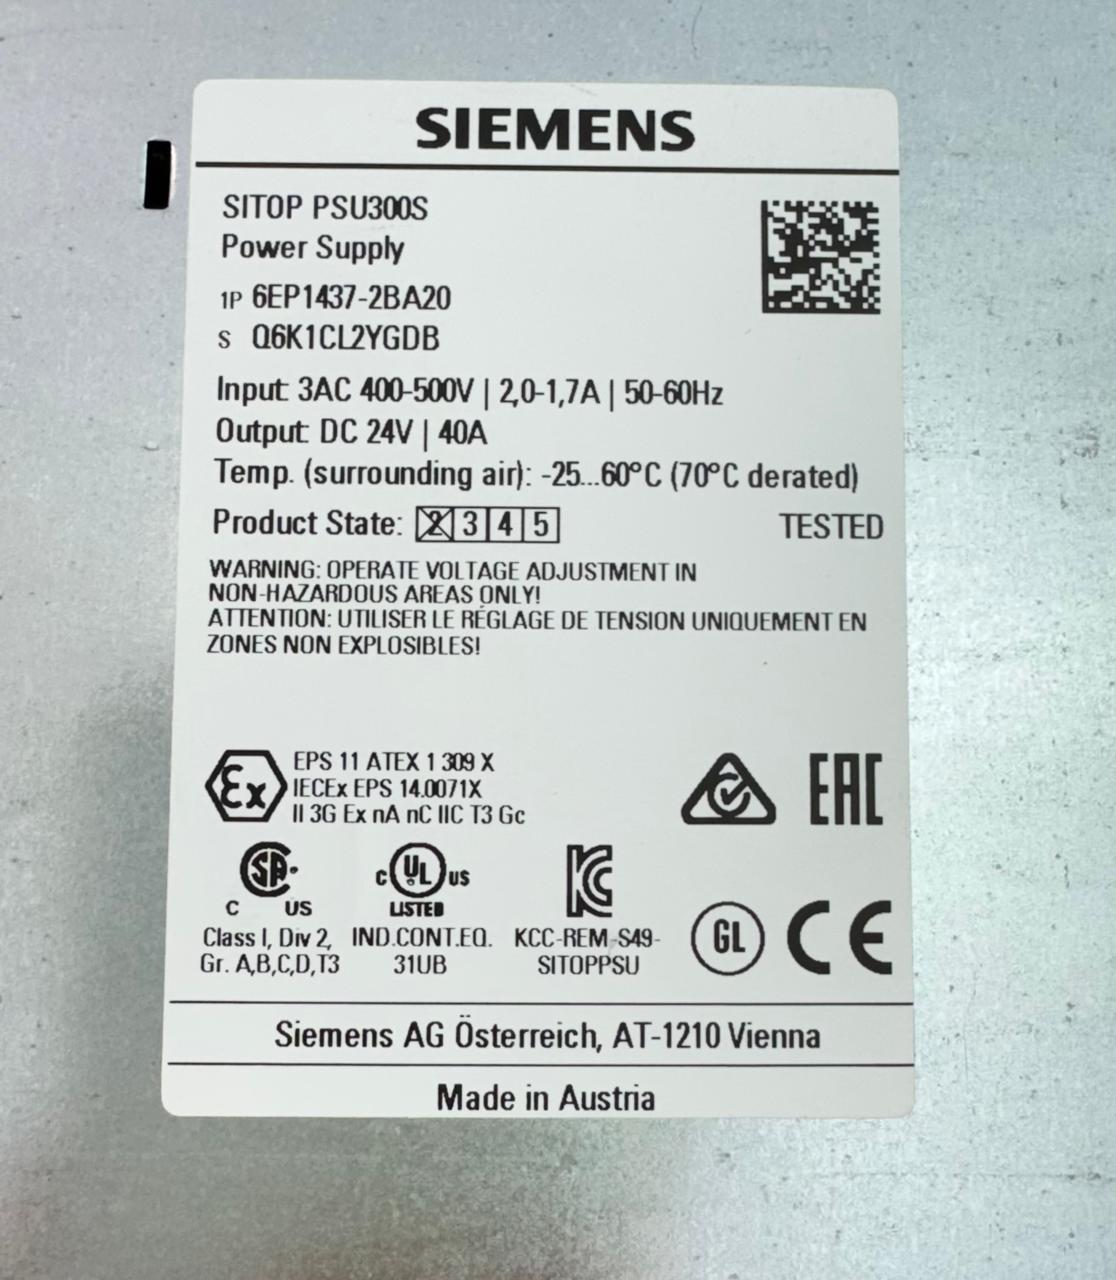 SIEMENS
SITOP PSU300S
Power Supply
1P 6EP1437-2BA20
S Q6K1CL2YGDB
Input: 3AC 400-500V | 2,0-1,7A | 50-60Hz
Output: DC 24V | 40A
Temp. (surrounding air): -25...60°C (70°C derated)
Product State: 2 3 4 5 TESTED
WARNING: OPERATE VOLTAGE ADJUSTMENT IN
NON-HAZARDOUS AREAS ONLY!
ATTENTION: UTILISER LE RÉGLAGE DE TENSION UNIQUEMENT EN
ZONES NON EXPLOSIBLES!
Ex
EPS 11 ATEX 1 309 X
IECEx EPS 14.0071X
II 3G Ex nA nC IIC T3 Gc
EAC
SA
C US
Class I, Div 2,
Gr. A,B,C,D,T3
C UL US
LISTED
IND.CONT.EQ.
31UB
KC
KCC-REM-S49-
SITOPPSU
GL
CE
Siemens AG Österreich, AT-1210 Vienna
Made in Austria